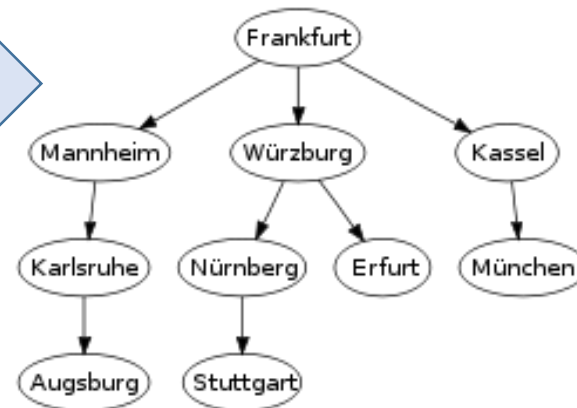 Frankfurt
Mannheim Würzburg Kassel
Karlsruhe Nürnberg Erfurt München
Augsburg Stuttgart